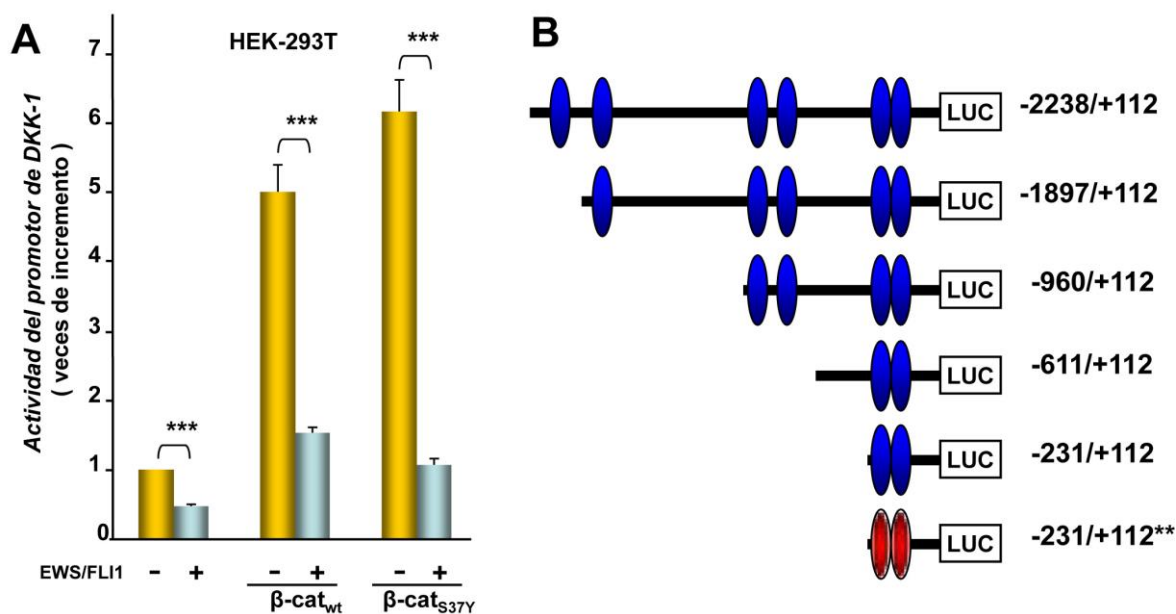 A
HEK-293T
Actividad del promotor de DKK-1
( veces de incremento )
7
6
5
4
3
2
1
0
***
***
***
EWS/FLI1 - + - + - +
β-catwt β-catS37Y
B
LUC -2238/+112
LUC -1897/+112
LUC -960/+112
LUC -611/+112
LUC -231/+112
LUC -231/+112**